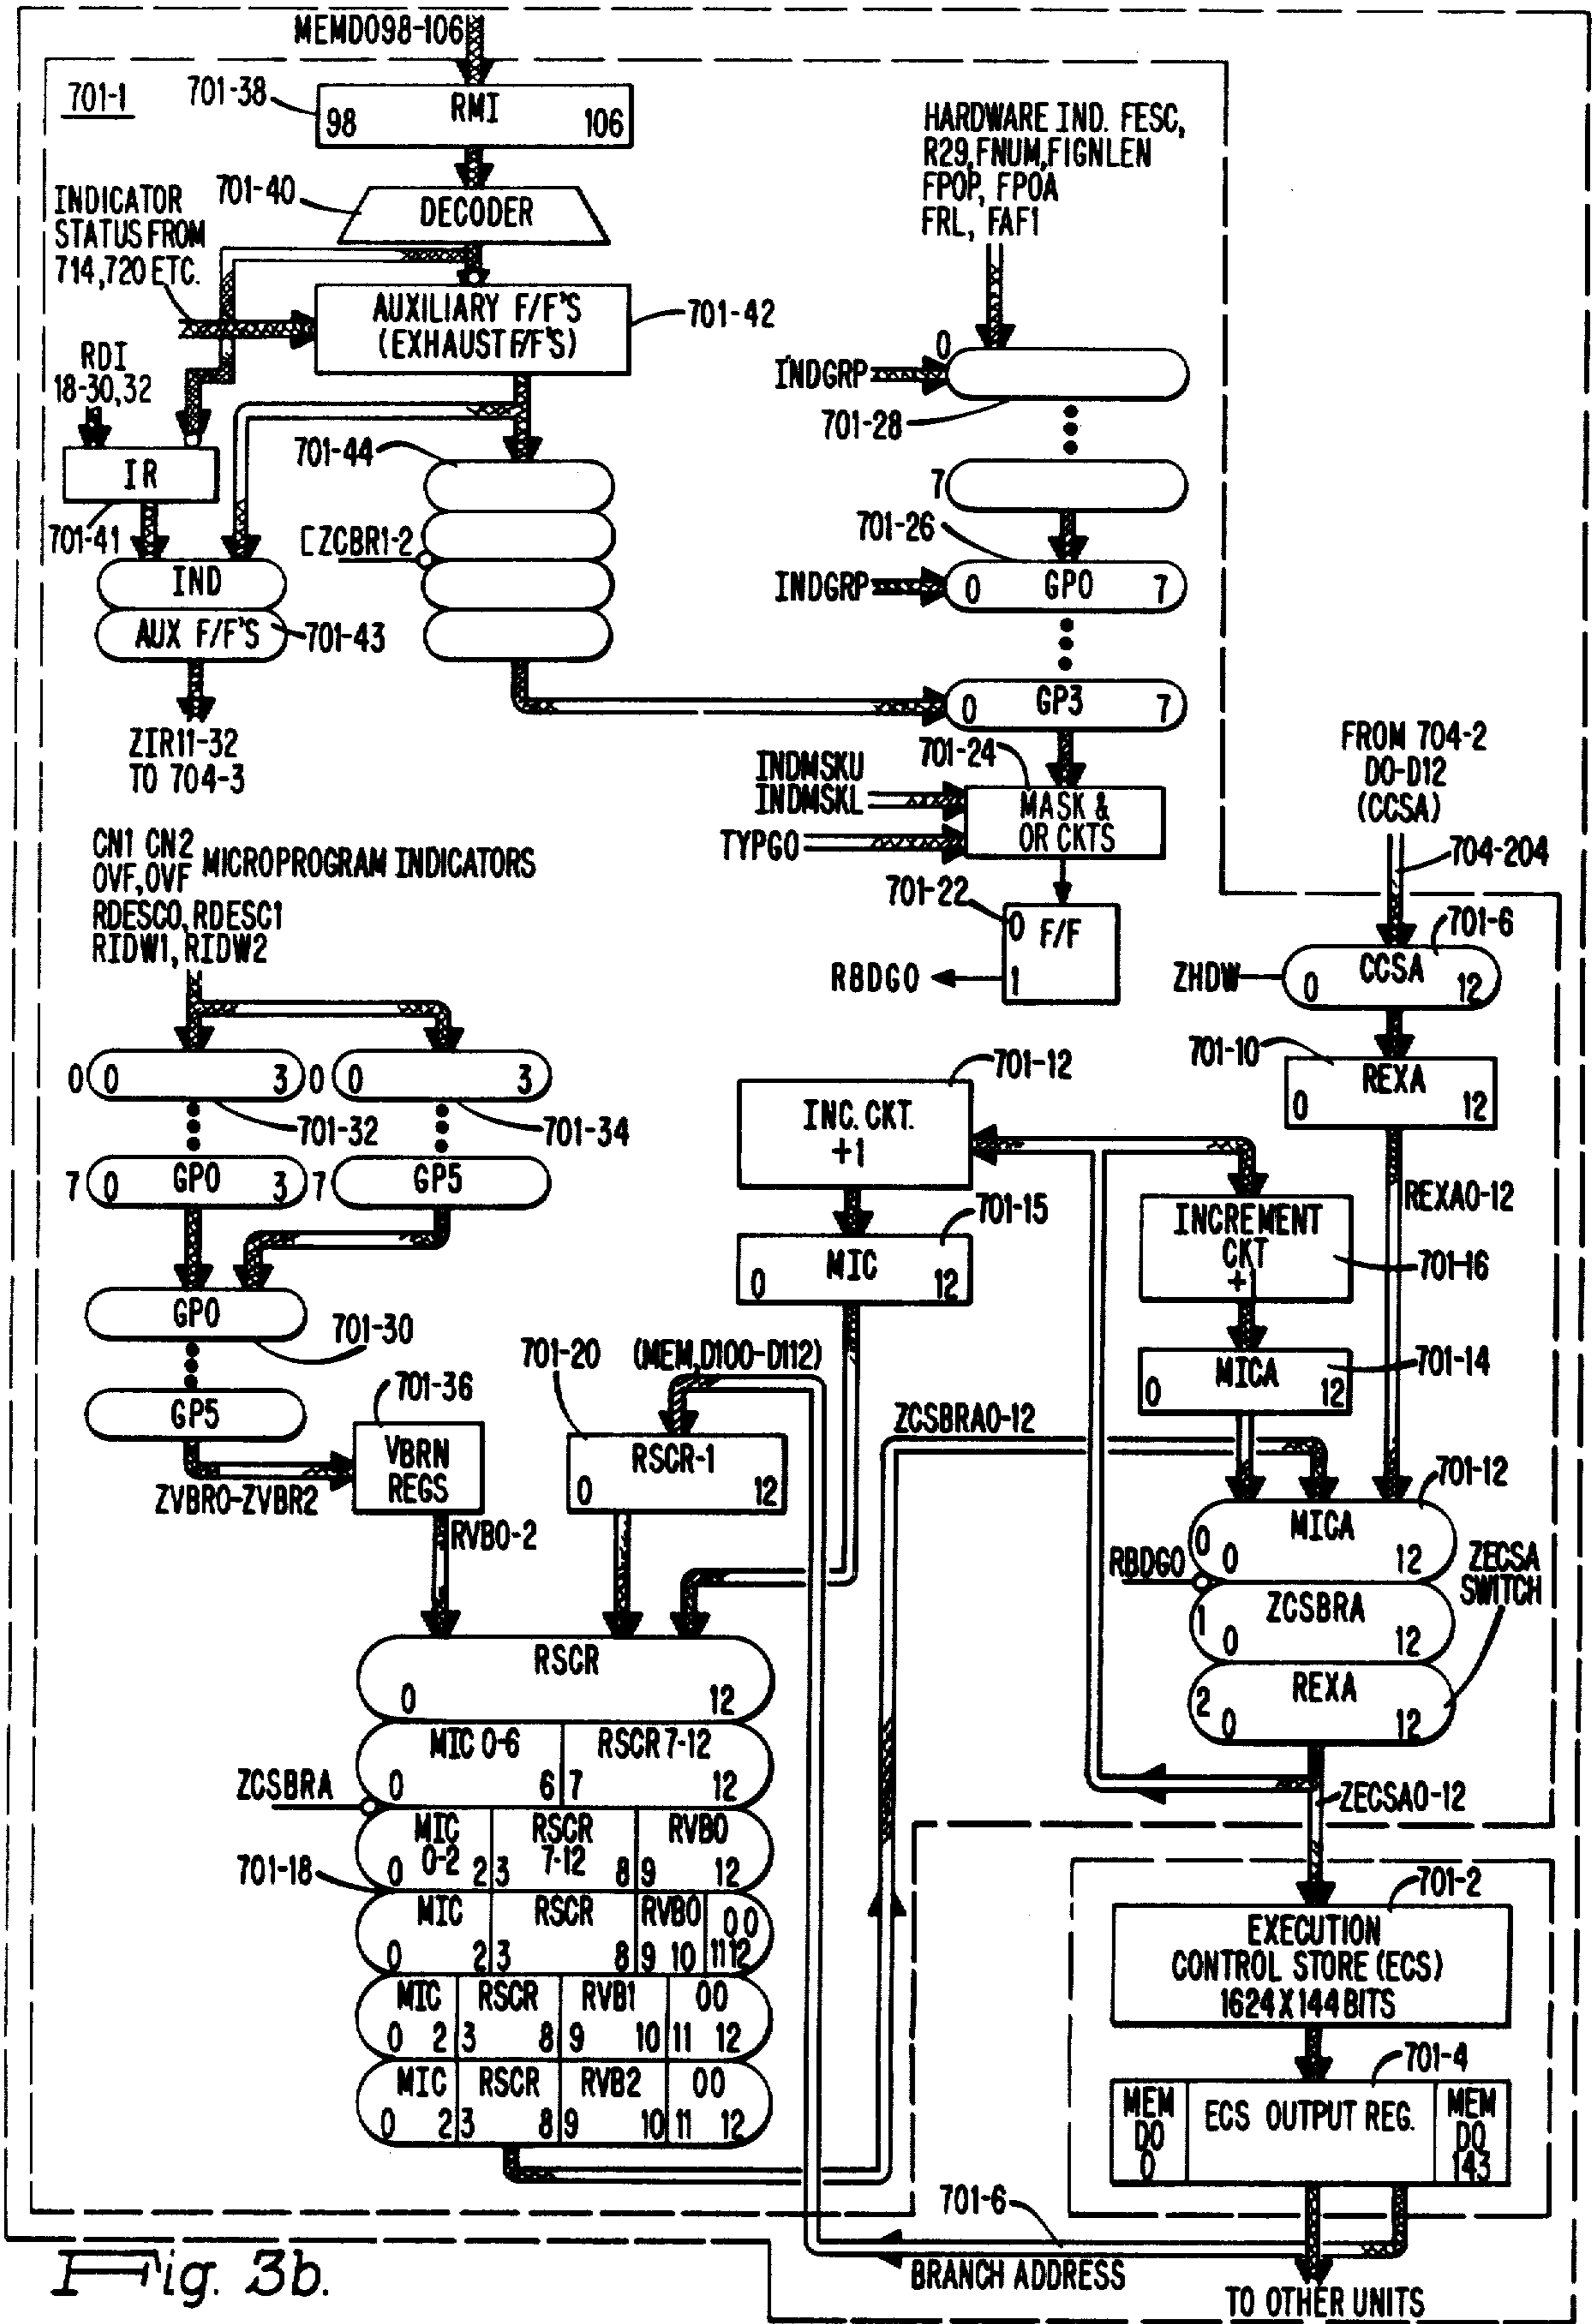 MEMD098-106
701-1
701-38
RMI
98 106
701-40
DECODER
INDICATOR
STATUS FROM
714,720 ETC.
AUXILIARY F/F'S
(EXHAUST F/F'S)
701-42
RDI
18-30,32
IR
701-41
701-44
CZCBR1-2
IND
AUX F/F'S
701-43
ZIR11-32
TO 704-3
HARDWARE IND. FESC,
R29,FNUM,FIGNLEN
FPOP, FPOA
FRL, FAF1
0
INDGRP
701-28
7
701-26
INDGRP
0 GP0 7
0 GP3 7
701-24
INDMSKU
INDMSKL
TYPGO
MASK &
OR CKTS
701-22
0 F/F
1
RBDGO
FROM 704-2
D0-D12
(CCSA)
704-204
701-6
ZHDW
CCSA
0 12
701-10
REXA
0 12
REXA0-12
CN1 CN2
OVF,OVF
MICROPROGRAM INDICATORS
RDESC0, RDESC1
RIDW1, RIDW2
0 0 3
0 0 3
701-32
701-34
7 0 GP0 3
7 GP5
GP0
701-30
GP5
ZVBR0-ZVBR2
701-36
VBRN
REGS
RVB0-2
701-12
INC. CKT.
+1
701-15
MIC
0 12
701-20
(MEM,D100-D112)
RSCR-1
0 12
INCREMENT
CKT
+1
701-16
701-14
MICA
0 12
ZCSBRA0-12
701-12
MICA
0 0 12
RBDGO
ZECSA
SWITCH
ZCSBRA
1 0 12
REXA
2 0 12
ZECSA0-12
RSCR
0 12
MIC 0-6 RSCR 7-12
0 6 7 12
ZCSBRA
MIC RSCR RVB0
0-2 7-12
0 2 3 8 9 12
701-18
MIC RSCR RVB0 00
0 2 3 8 9 10 11 12
MIC RSCR RVB1 00
0 2 3 8 9 10 11 12
MIC RSCR RVB2 00
0 2 3 8 9 10 11 12
701-2
EXECUTION
CONTROL STORE (ECS)
1624 X 144 BITS
701-4
MEM
DO
0
ECS OUTPUT REG.
MEM
DO
143
701-6
BRANCH ADDRESS
TO OTHER UNITS
Fig. 3b.